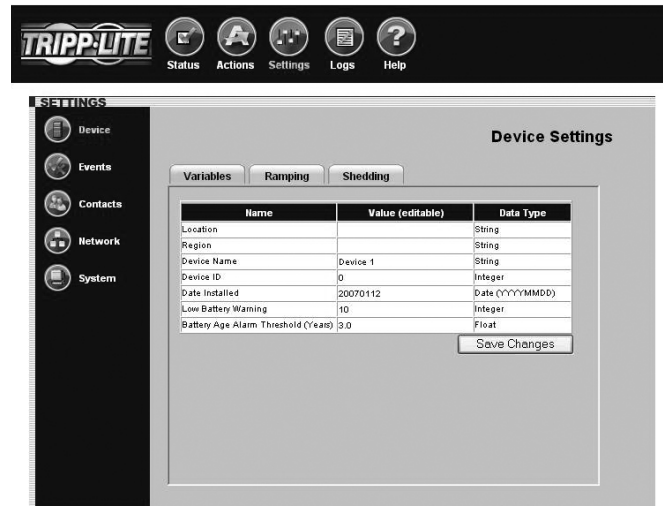 TRIPP·LITE
Status Actions Settings Logs Help
SETTINGS
Device
Events
Contacts
Network
System
Device Settings
Variables Ramping Shedding
Name Value (editable) Data Type
Location String
Region String
Device Name Device 1 String
Device ID 0 Integer
Date Installed 20070112 Date (YYYYMMDD)
Low Battery Warning 10 Integer
Battery Age Alarm Threshold (Years) 3.0 Float
Save Changes